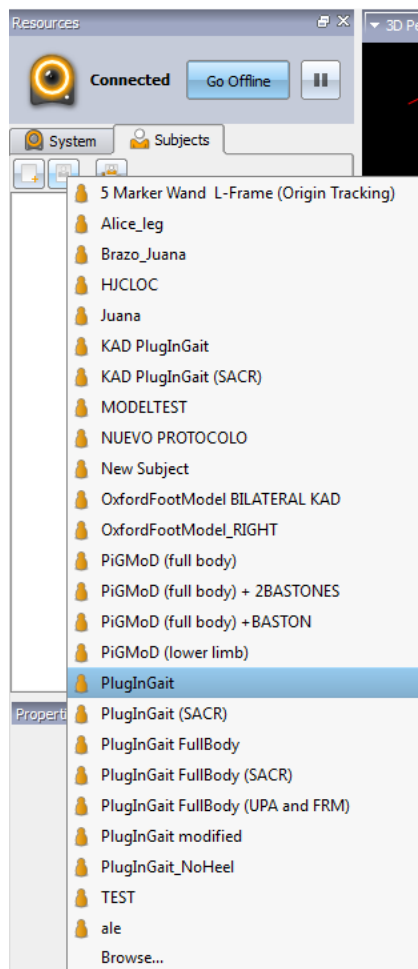 Resources
3D Pe
Connected
Go Offline
System
Subjects
5 Marker Wand L-Frame (Origin Tracking)
Alice_leg
Brazo_Juana
HJCLOC
Juana
KAD PlugInGait
KAD PlugInGait (SACR)
MODELTEST
NUEVO PROTOCOLO
New Subject
OxfordFootModel BILATERAL KAD
OxfordFootModel_RIGHT
PiGMoD (full body)
PiGMoD (full body) + 2BASTONES
PiGMoD (full body) +BASTON
PiGMoD (lower limb)
PlugInGait
Properti
PlugInGait (SACR)
PlugInGait FullBody
PlugInGait FullBody (SACR)
PlugInGait FullBody (UPA and FRM)
PlugInGait modified
PlugInGait_NoHeel
TEST
ale
Browse...